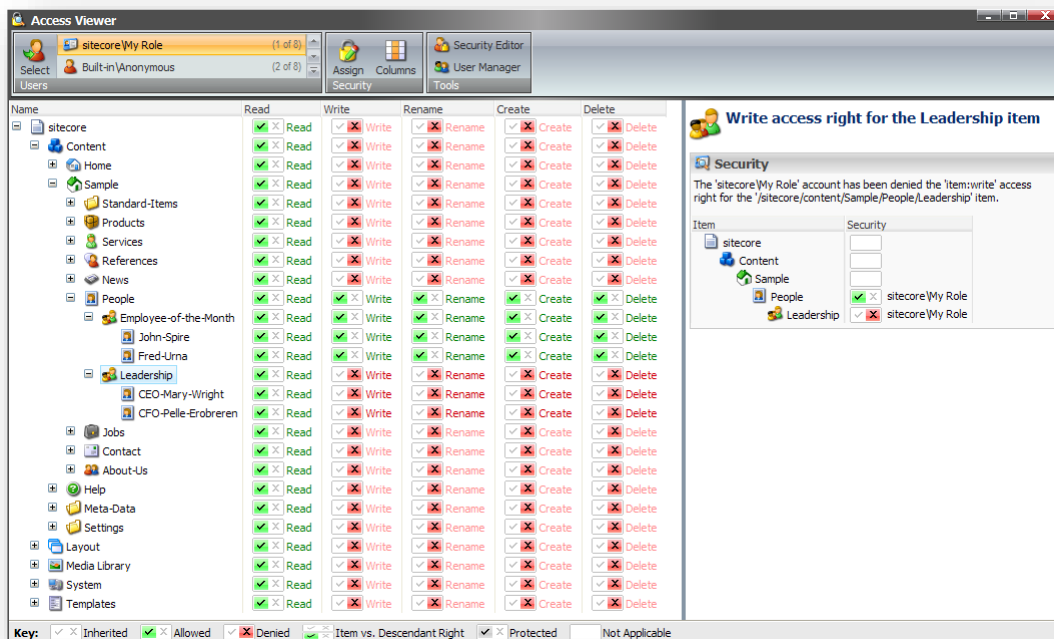 Access Viewer
sitecore\My Role (1 of 8)
Built-in\Anonymous (2 of 8)
Select
Users
Assign Columns
Security
Security Editor
User Manager
Tools
Name Read Write Rename Create Delete
sitecore Read Write Rename Create Delete
Content Read Write Rename Create Delete
Home Read Write Rename Create Delete
Sample Read Write Rename Create Delete
Standard-Items Read Write Rename Create Delete
Products Read Write Rename Create Delete
Services Read Write Rename Create Delete
References Read Write Rename Create Delete
News Read Write Rename Create Delete
People Read Write Rename Create Delete
Employee-of-the-Month Read Write Rename Create Delete
John-Spire Read Write Rename Create Delete
Fred-Urna Read Write Rename Create Delete
Leadership Read Write Rename Create Delete
CEO-Mary-Wright Read Write Rename Create Delete
CFO-Pelle-Erobreren Read Write Rename Create Delete
Jobs Read Write Rename Create Delete
Contact Read Write Rename Create Delete
About-Us Read Write Rename Create Delete
Help Read Write Rename Create Delete
Meta-Data Read Write Rename Create Delete
Settings Read Write Rename Create Delete
Layout Read Write Rename Create Delete
Media Library Read Write Rename Create Delete
System Read Write Rename Create Delete
Templates Read Write Rename Create Delete
Write access right for the Leadership item
Security
The 'sitecore\My Role' account has been denied the 'item:write' access
right for the '/sitecore/content/Sample/People/Leadership' item.
Item Security
sitecore
Content
Sample
People sitecore\My Role
Leadership sitecore\My Role
Key: Inherited Allowed Denied Item vs. Descendant Right Protected Not Applicable